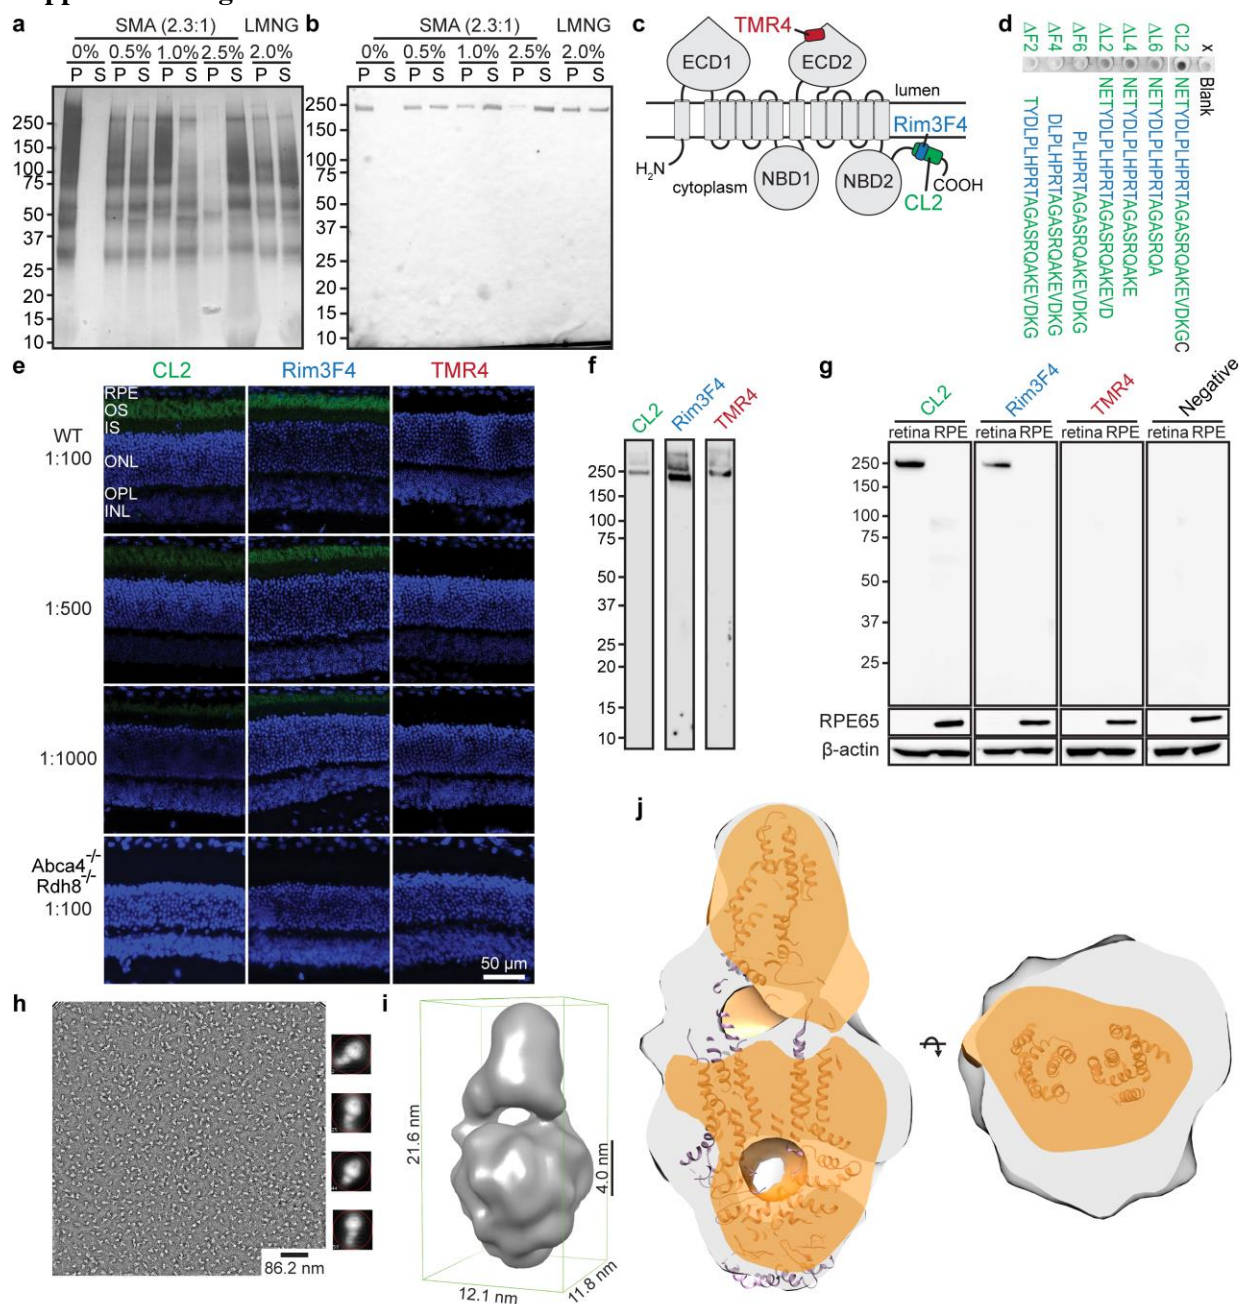 a SMA (2.3:1) LMNG
0% 0.5% 1.0% 2.5% 2.0%
P S P S P S P S P S
250
150
100
75
50
37
25
20
15
10
b SMA (2.3:1) LMNG
0% 0.5% 1.0% 2.5% 2.0%
P S P S P S P S P S
250
150
100
75
50
37
25
20
15
10
c
TMR4
ECD1
ECD2
lumen
Rim3F4
H2N
cytoplasm
NBD1
NBD2
COOH
CL2
d
ΔF2 TYDLPLHPRTAGASRQAKEVDKG
ΔF4 DLPLHPRTAGASRQAKEVDKG
ΔF6 PLHPRTAGASRQAKEVDKG
ΔL2 NETYDLPLHPRTAGASRQAKEVD
ΔL4 NETYDLPLHPRTAGASRQAKE
ΔL6 NETYDLPLHPRTAGASRQA
CL2 NETYDLPLHPRTAGASRQAKEVDKGC
x Blank
e
CL2 Rim3F4 TMR4
RPE
OS
IS
ONL
OPL
INL
WT
1:100
1:500
1:1000
Abca4-/-
Rdh8-/-
1:100
50 µm
f
CL2 Rim3F4 TMR4
250
150
100
75
50
37
25
20
15
10
g
CL2 Rim3F4 TMR4 Negative
retina RPE retina RPE retina RPE retina RPE
250
150
100
75
50
37
25
RPE65
β-actin
h
86.2 nm
i
21.6 nm
4.0 nm
12.1 nm
11.8 nm
j